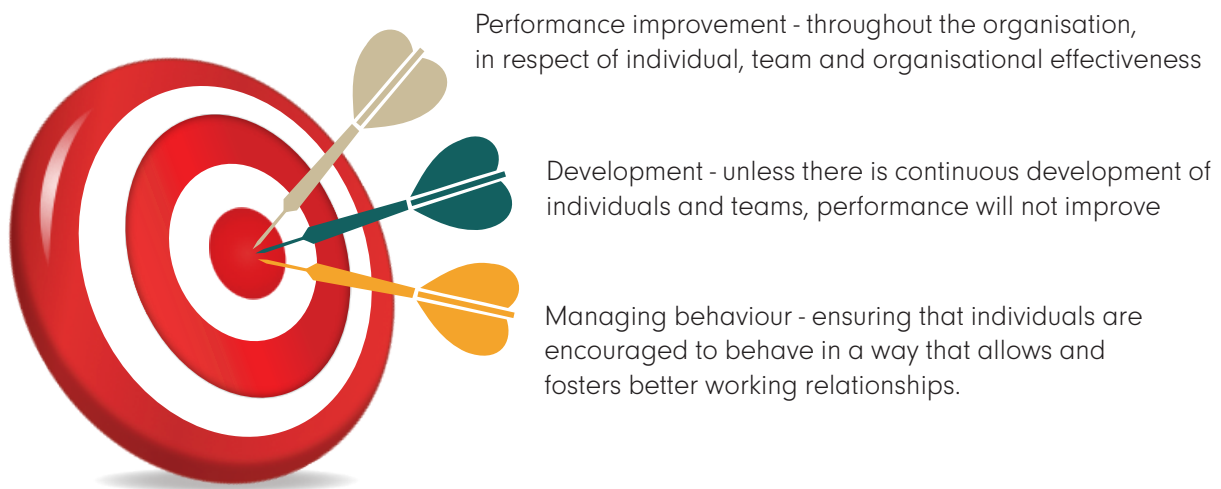 Performance improvement - throughout the organisation,
in respect of individual, team and organisational effectiveness
Development - unless there is continuous development of
individuals and teams, performance will not improve
Managing behaviour - ensuring that individuals are
encouraged to behave in a way that allows and
fosters better working relationships.